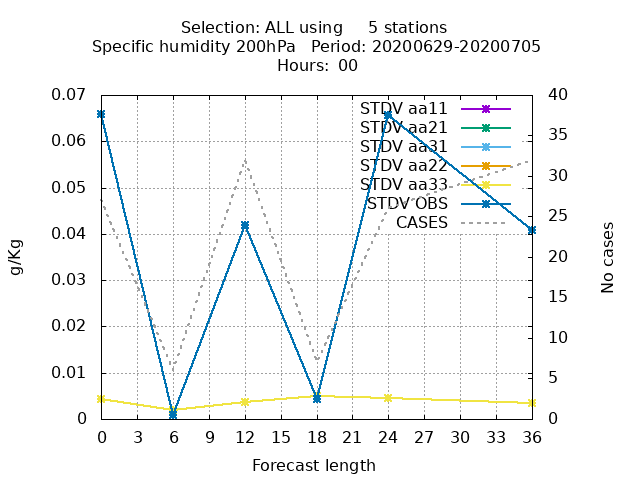 Selection: ALL using     5 stations
Specific humidity 200hPa   Period: 20200629-20200705
Hours: 00
0.07
0.06
0.05
0.04
0.03
0.02
0.01
0
g/Kg
STDV aa11
STDV aa21
STDV aa31
STDV aa22
STDV aa33
STDV OBS
CASES
40
35
30
25
20
15
10
5
0
No cases
0 3 6 9 12 15 18 21 24 27 30 33 36
Forecast length